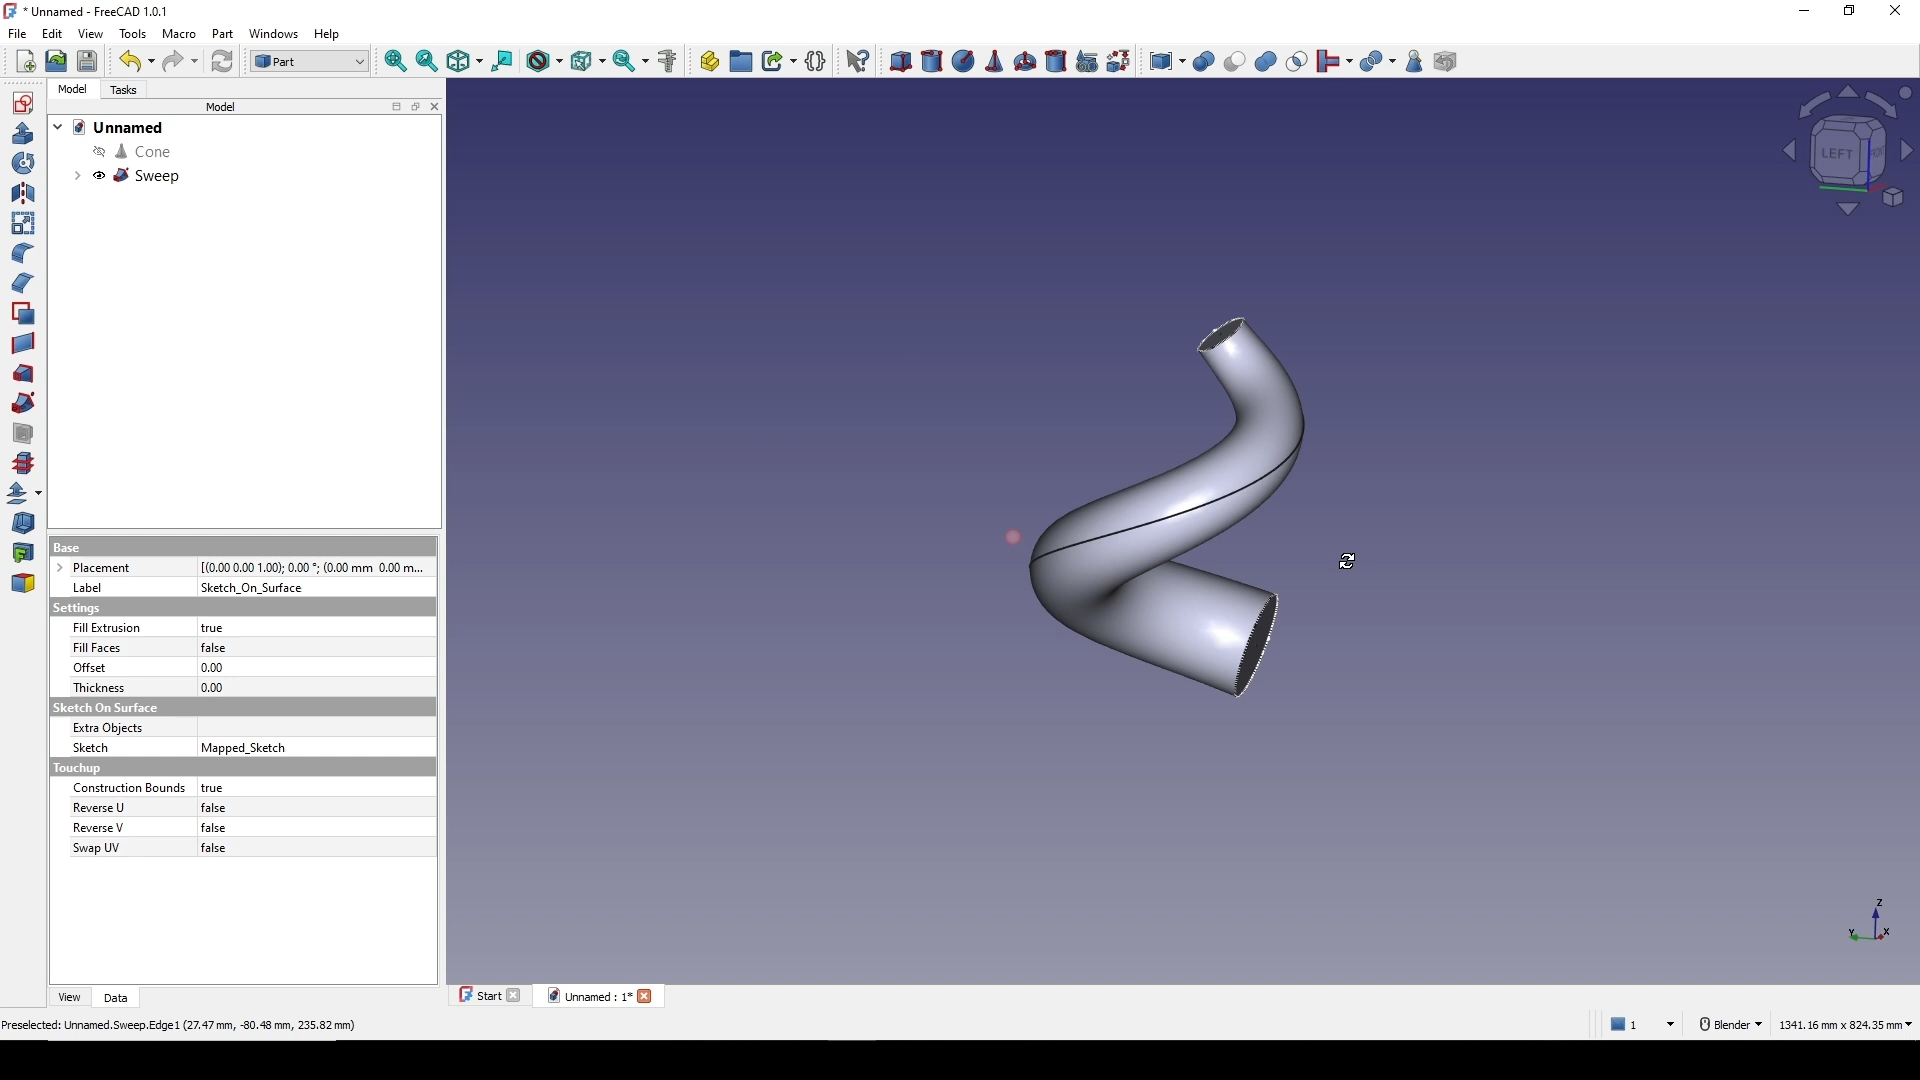 * Unnamed - FreeCAD 1.0.1
File Edit View Tools Macro Part Windows Help
Part
Model Tasks
Model
Unnamed
Cone
Sweep
Base
Placement [(0.00 0.00 1.00); 0.00 °; (0.00 mm 0.00 m...
Label Sketch_On_Surface
Settings
Fill Extrusion true
Fill Faces false
Offset 0.00
Thickness 0.00
Sketch On Surface
Extra Objects
Sketch Mapped_Sketch
Touchup
Construction Bounds true
Reverse U false
Reverse V false
Swap UV false
View Data
LEFT
Z
Y X
Start Unnamed : 1*
Preselected: Unnamed.Sweep.Edge1 (27.47 mm, -80.48 mm, 235.82 mm)
1 Blender 1341.16 mm x 824.35 mm